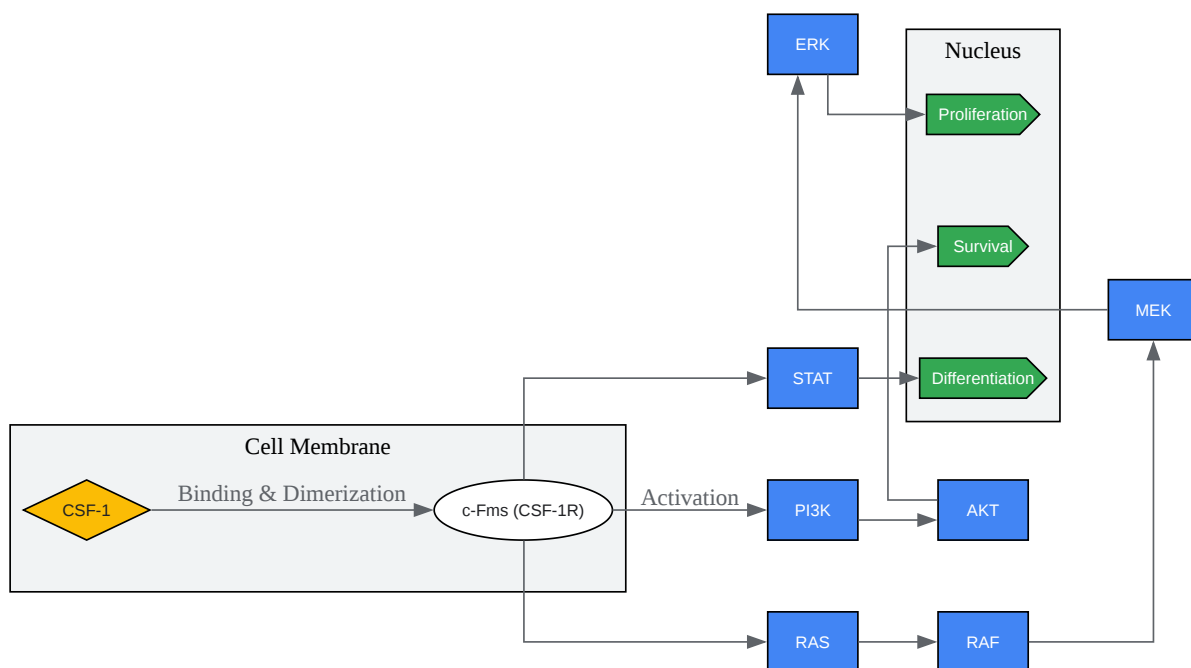 ERK
Nucleus
Proliferation
Survival
MEK
STAT
Differentiation
Cell Membrane
Binding & Dimerization
Activation
CSF-1
c-Fms (CSF-1R)
PI3K
AKT
RAS
RAF